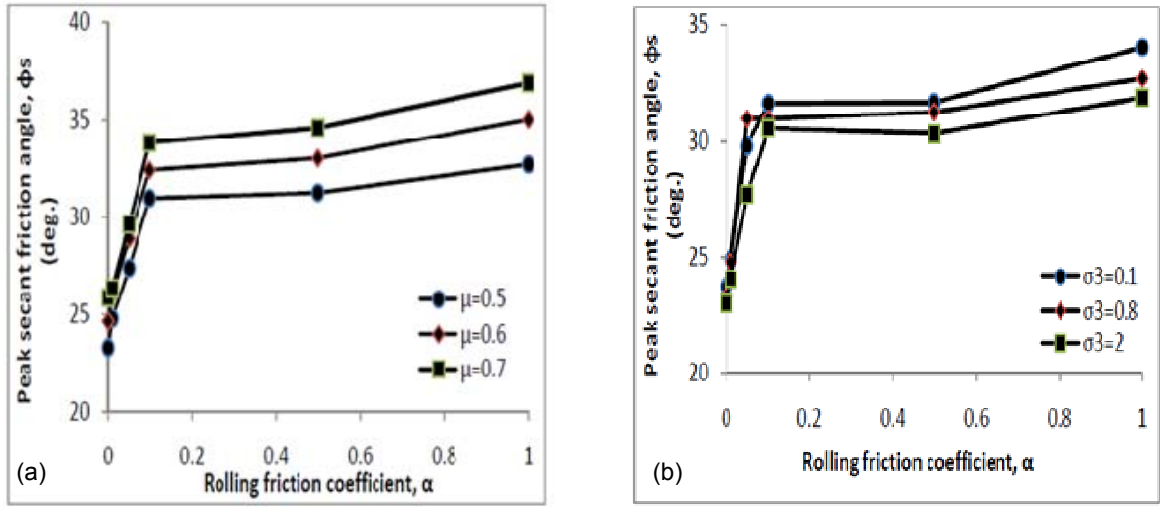 Peak secant friction angle, ϕs
(deg.)
40
35
30
25
20
0
0.2
0.4
0.6
0.8
1
μ=0.5
μ=0.6
μ=0.7
Rolling friction coefficient, α
(a)
Peak secant friction angle, ϕs
(deg.)
35
30
25
20
0
0.2
0.4
0.6
0.8
1
σ3=0.1
σ3=0.8
σ3=2
Rolling friction coefficient, α
(b)